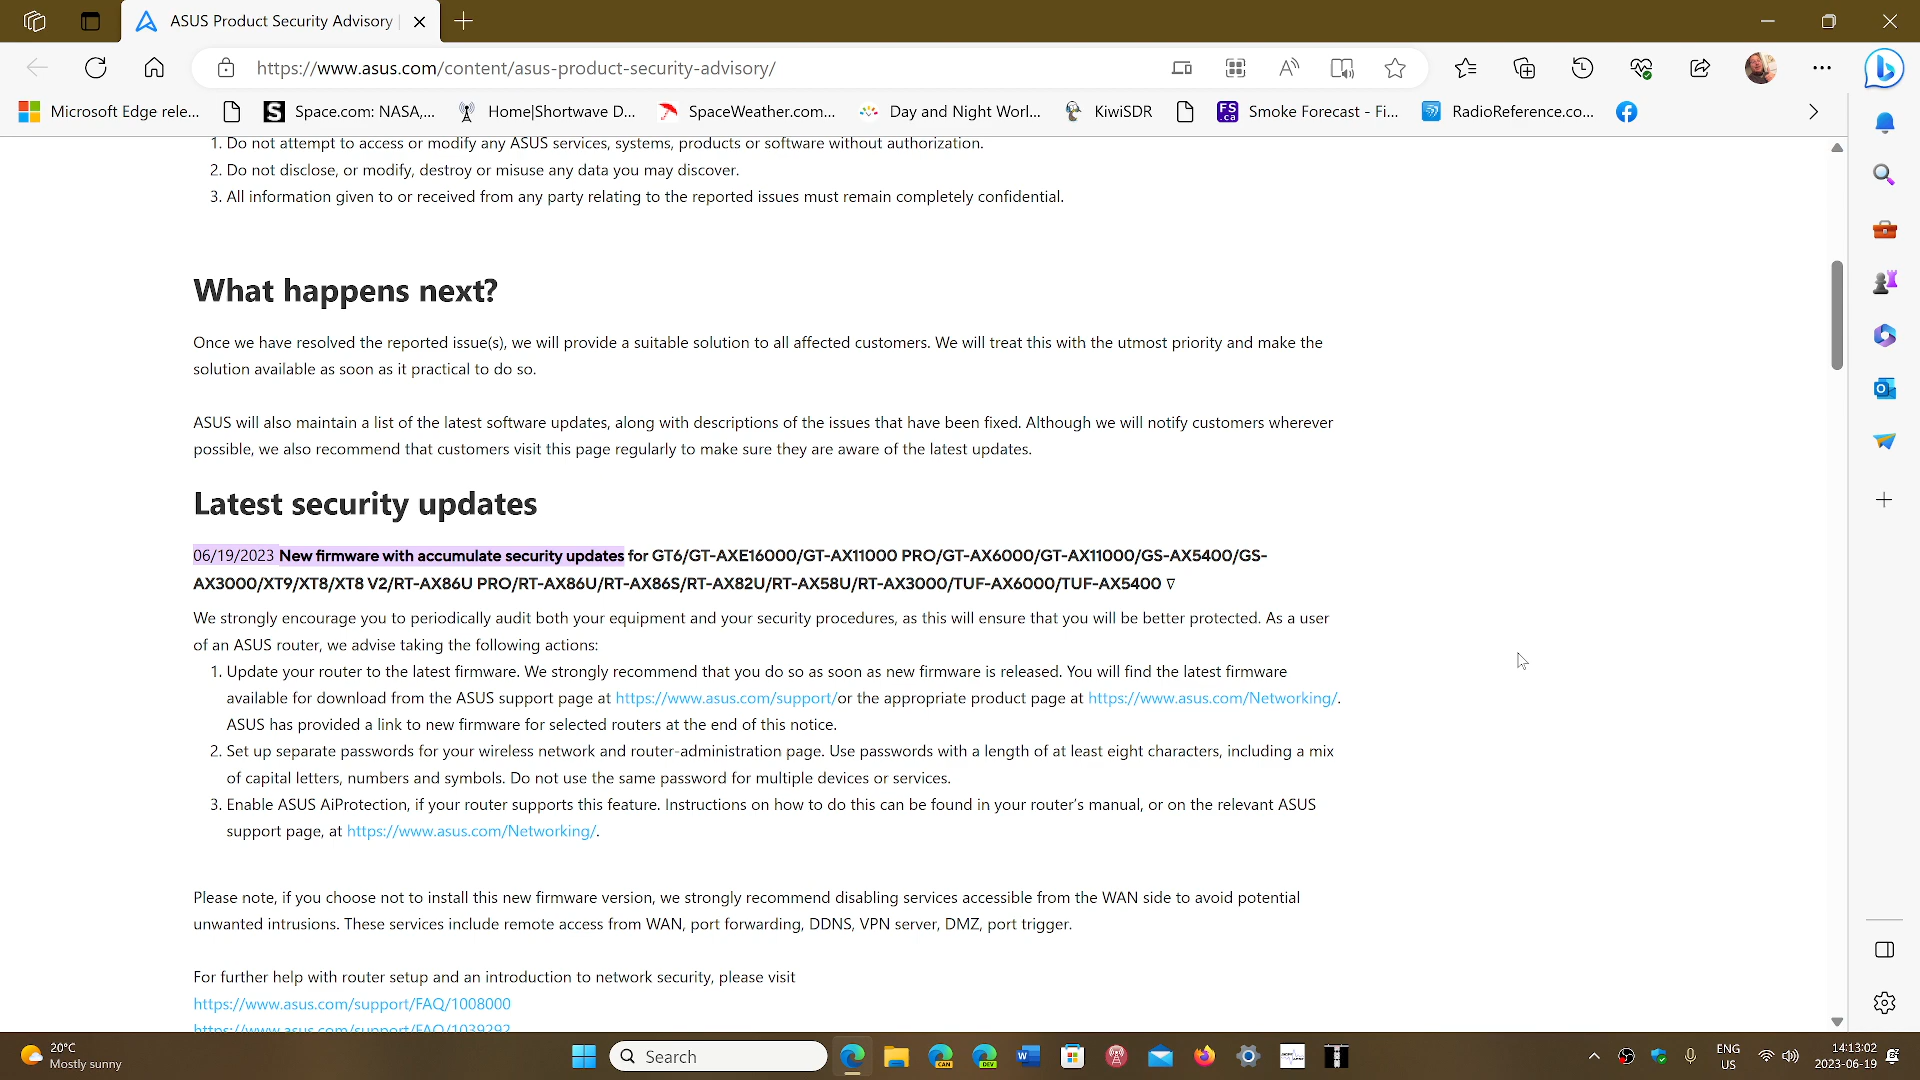 ASUS Product Security Advisory
https://www.asus.com/content/asus-product-security-advisory/
Microsoft Edge rele...
Space.com: NASA,...
Home|Shortwave D...
SpaceWeather.com...
Day and Night Worl...
KiwiSDR
FS
.ca
Smoke Forecast - Fi...
RadioReference.co...
1. Do not attempt to access or modify any ASUS services, systems, products or software without authorization.
2. Do not disclose, or modify, destroy or misuse any data you may discover.
3. All information given to or received from any party relating to the reported issues must remain completely confidential.
What happens next?
Once we have resolved the reported issue(s), we will provide a suitable solution to all affected customers. We will treat this with the utmost priority and make the
solution available as soon as it practical to do so.
ASUS will also maintain a list of the latest software updates, along with descriptions of the issues that have been fixed. Although we will notify customers wherever
possible, we also recommend that customers visit this page regularly to make sure they are aware of the latest updates.
Latest security updates
06/19/2023 New firmware with accumulate security updates for GT6/GT-AXE16000/GT-AX11000 PRO/GT-AX6000/GT-AX11000/GS-AX5400/GS-
AX3000/XT9/XT8/XT8 V2/RT-AX86U PRO/RT-AX86U/RT-AX86S/RT-AX82U/RT-AX58U/RT-AX3000/TUF-AX6000/TUF-AX5400 ∇
We strongly encourage you to periodically audit both your equipment and your security procedures, as this will ensure that you will be better protected. As a user
of an ASUS router, we advise taking the following actions:
1. Update your router to the latest firmware. We strongly recommend that you do so as soon as new firmware is released. You will find the latest firmware
available for download from the ASUS support page at https://www.asus.com/support/or the appropriate product page at https://www.asus.com/Networking/.
ASUS has provided a link to new firmware for selected routers at the end of this notice.
2. Set up separate passwords for your wireless network and router-administration page. Use passwords with a length of at least eight characters, including a mix
of capital letters, numbers and symbols. Do not use the same password for multiple devices or services.
3. Enable ASUS AiProtection, if your router supports this feature. Instructions on how to do this can be found in your router's manual, or on the relevant ASUS
support page, at https://www.asus.com/Networking/.
Please note, if you choose not to install this new firmware version, we strongly recommend disabling services accessible from the WAN side to avoid potential
unwanted intrusions. These services include remote access from WAN, port forwarding, DDNS, VPN server, DMZ, port trigger.
For further help with router setup and an introduction to network security, please visit
https://www.asus.com/support/FAQ/1008000
https://www.asus.com/support/FAQ/1039292
20°C
Mostly sunny
Search
CAN
DEV
ENG
US
14:13:02
2023-06-19